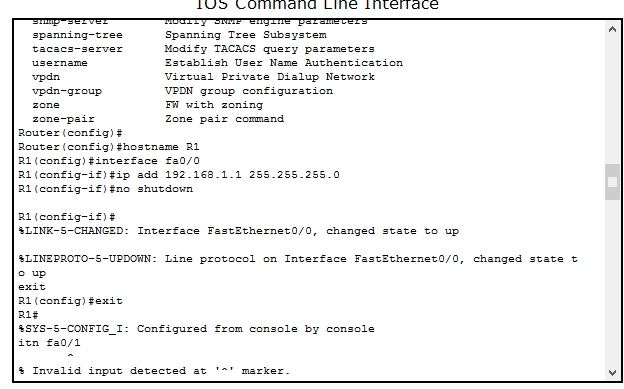 IOS Command Line Interface
snmp-server Modify SNMP engine parameters
spanning-tree Spanning Tree Subsystem
tacacs-server Modify TACACS query parameters
username Establish User Name Authentication
vpdn Virtual Private Dialup Network
vpdn-group VPDN group configuration
zone FW with zoning
zone-pair Zone pair command
Router(config)#
Router(config)#hostname R1
R1(config)#interface fa0/0
R1(config-if)#ip add 192.168.1.1 255.255.255.0
R1(config-if)#no shutdown
R1(config-if)#
%LINK-5-CHANGED: Interface FastEthernet0/0, changed state to up
%LINEPROTO-5-UPDOWN: Line protocol on Interface FastEthernet0/0, changed state t
o up
exit
R1(config)#exit
R1#
%SYS-5-CONFIG_I: Configured from console by console
itn fa0/1
^
% Invalid input detected at '^' marker.